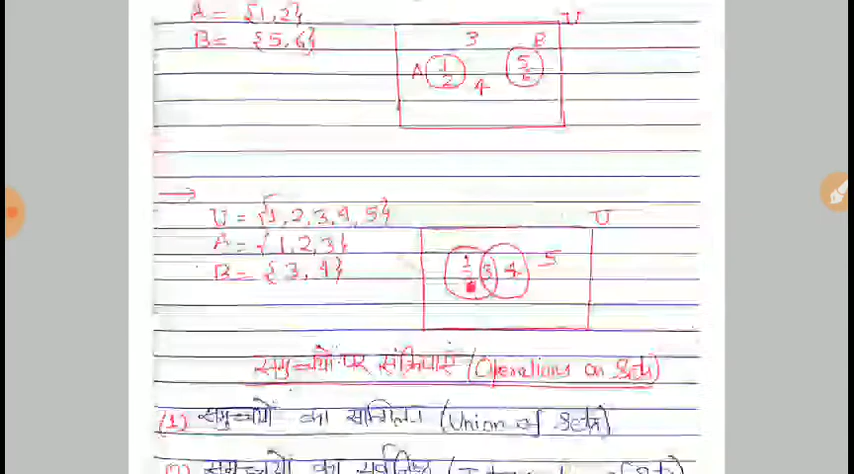 A = {1,2}
B = {5,6}
U
3
B
A
1
2
5
6
4
→
U = {1, 2, 3, 4, 5}
A = {1, 2, 3}
B = {3, 4}
U
1
2
3
4
5
समुच्चयों पर संक्रियाएं (Operations on Sets)
(1) समुच्चयों का सम्मिलन (Union of Sets)
समुच्चयों का